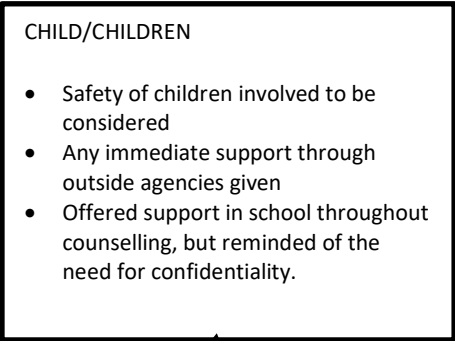 CHILD/CHILDREN
• Safety of children involved to be
considered
• Any immediate support through
outside agencies given
• Offered support in school throughout
counselling, but reminded of the
need for confidentiality.